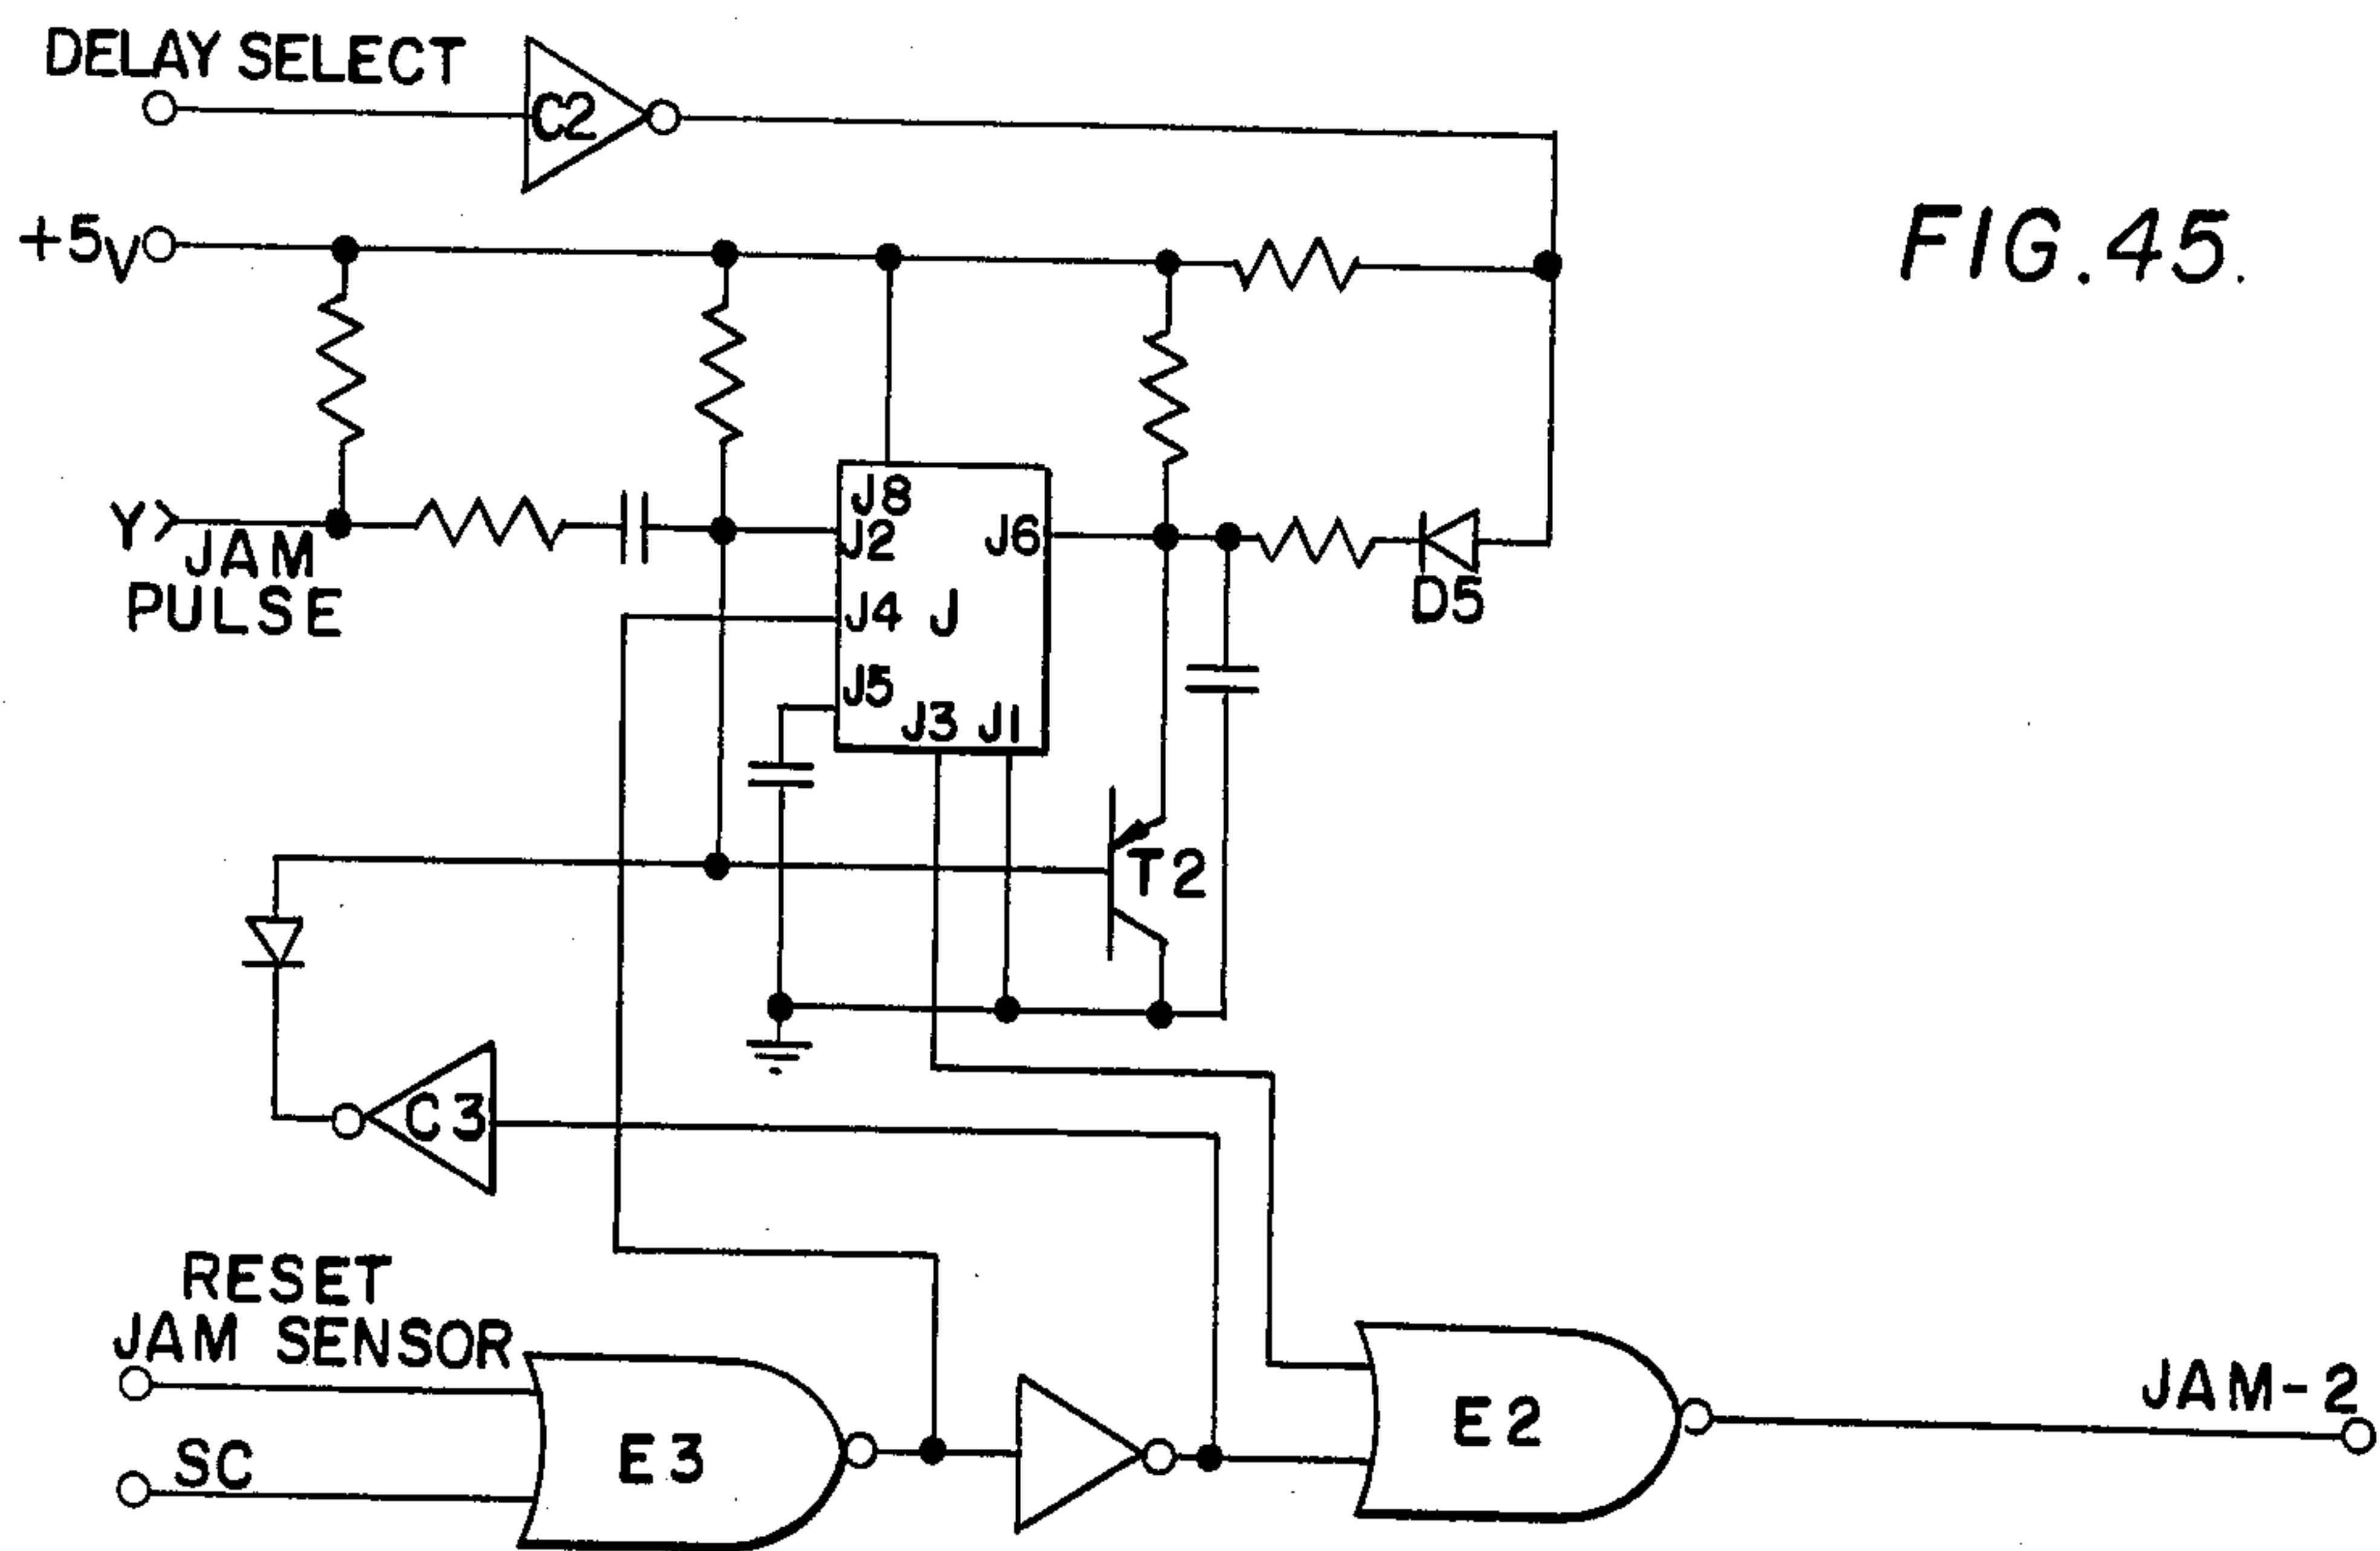 DELAY SELECT
C2
+5V
FIG. 45.
J8
Y
J2
J6
JAM
PULSE
D5
J4
J
J5
J3
J1
T2
C3
RESET
JAM SENSOR
SC
E3
E2
JAM-2